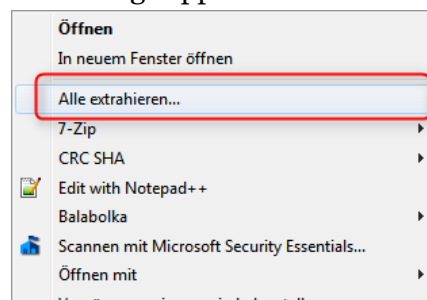 Öffnen
In neuem Fenster öffnen
Alle extrahieren...
7-Zip
CRC SHA
Edit with Notepad++
Balabolka
Scannen mit Microsoft Security Essentials...
Öffnen mit